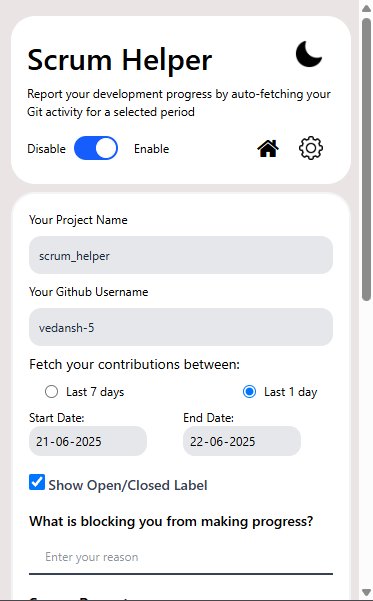 Scrum Helper
Report your development progress by auto-fetching your
Git activity for a selected period
Disable Enable
Your Project Name
scrum_helper
Your Github Username
vedansh-5
Fetch your contributions between:
Last 7 days Last 1 day
Start Date: End Date:
21-06-2025 22-06-2025
Show Open/Closed Label
What is blocking you from making progress?
Enter your reason